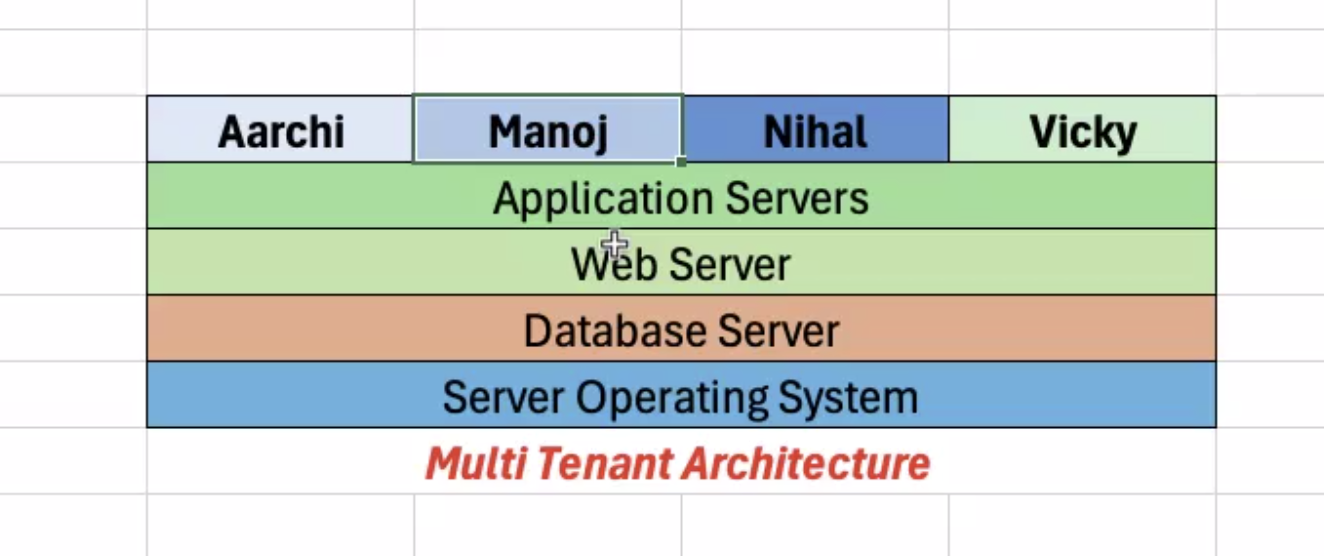 Aarchi Manoj Nihal Vicky
Application Servers
Web Server
Database Server
Server Operating System
Multi Tenant Architecture